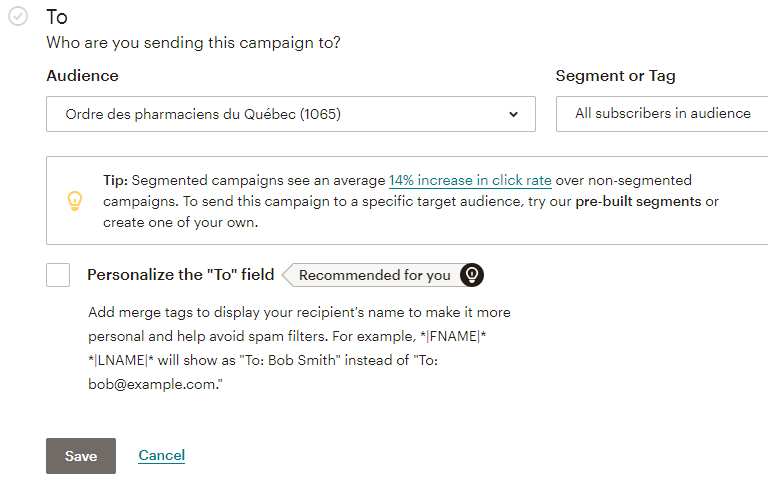 To
Who are you sending this campaign to?
Audience
Segment or Tag
Ordre des pharmaciens du Québec (1065)
All subscribers in audience
Tip: Segmented campaigns see an average 14% increase in click rate over non-segmented
campaigns. To send this campaign to a specific target audience, try our pre-built segments or
create one of your own.
Personalize the "To" field
Recommended for you
Add merge tags to display your recipient's name to make it more
personal and help avoid spam filters. For example, *|FNAME|*
*|LNAME|* will show as "To: Bob Smith" instead of "To:
bob@example.com."
Save
Cancel